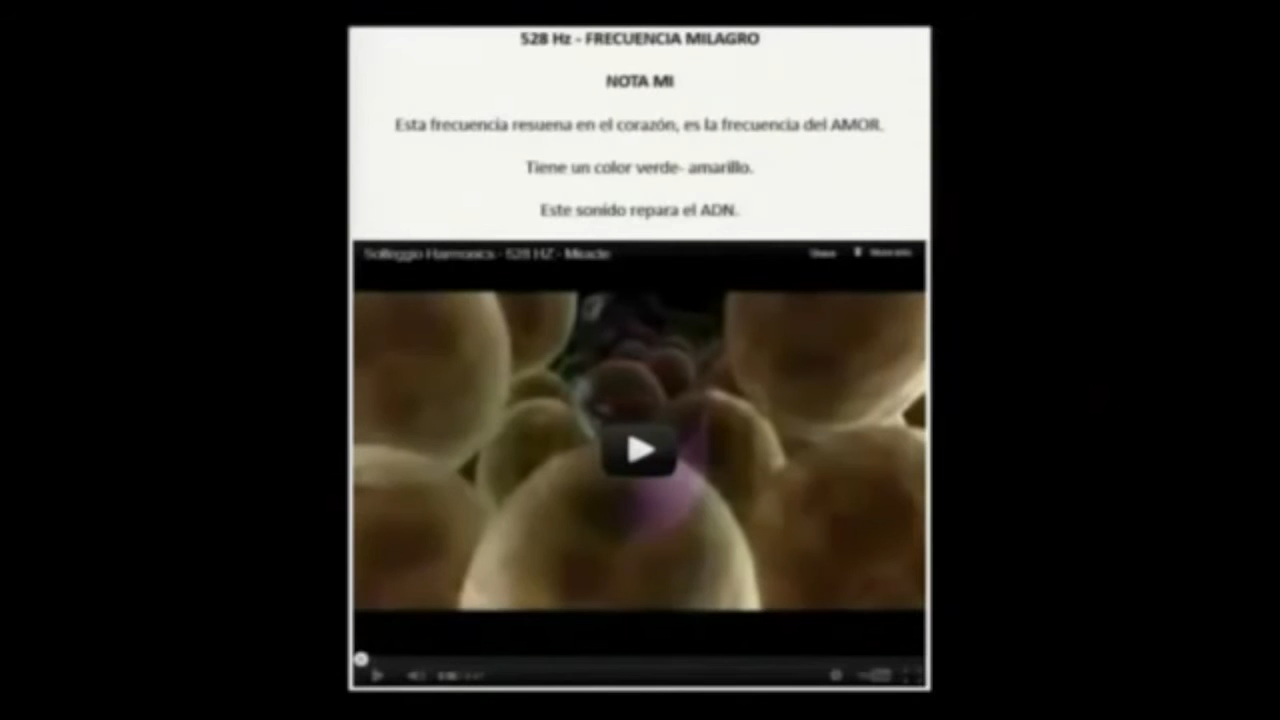 528 Hz - FRECUENCIA MILAGRO
NOTA MI
Esta frecuencia resuena en el corazón, es la frecuencia del AMOR.
Tiene un color verde- amarillo.
Este sonido repara el ADN.
Solfeggio Harmonics - 528 HZ - Miracle